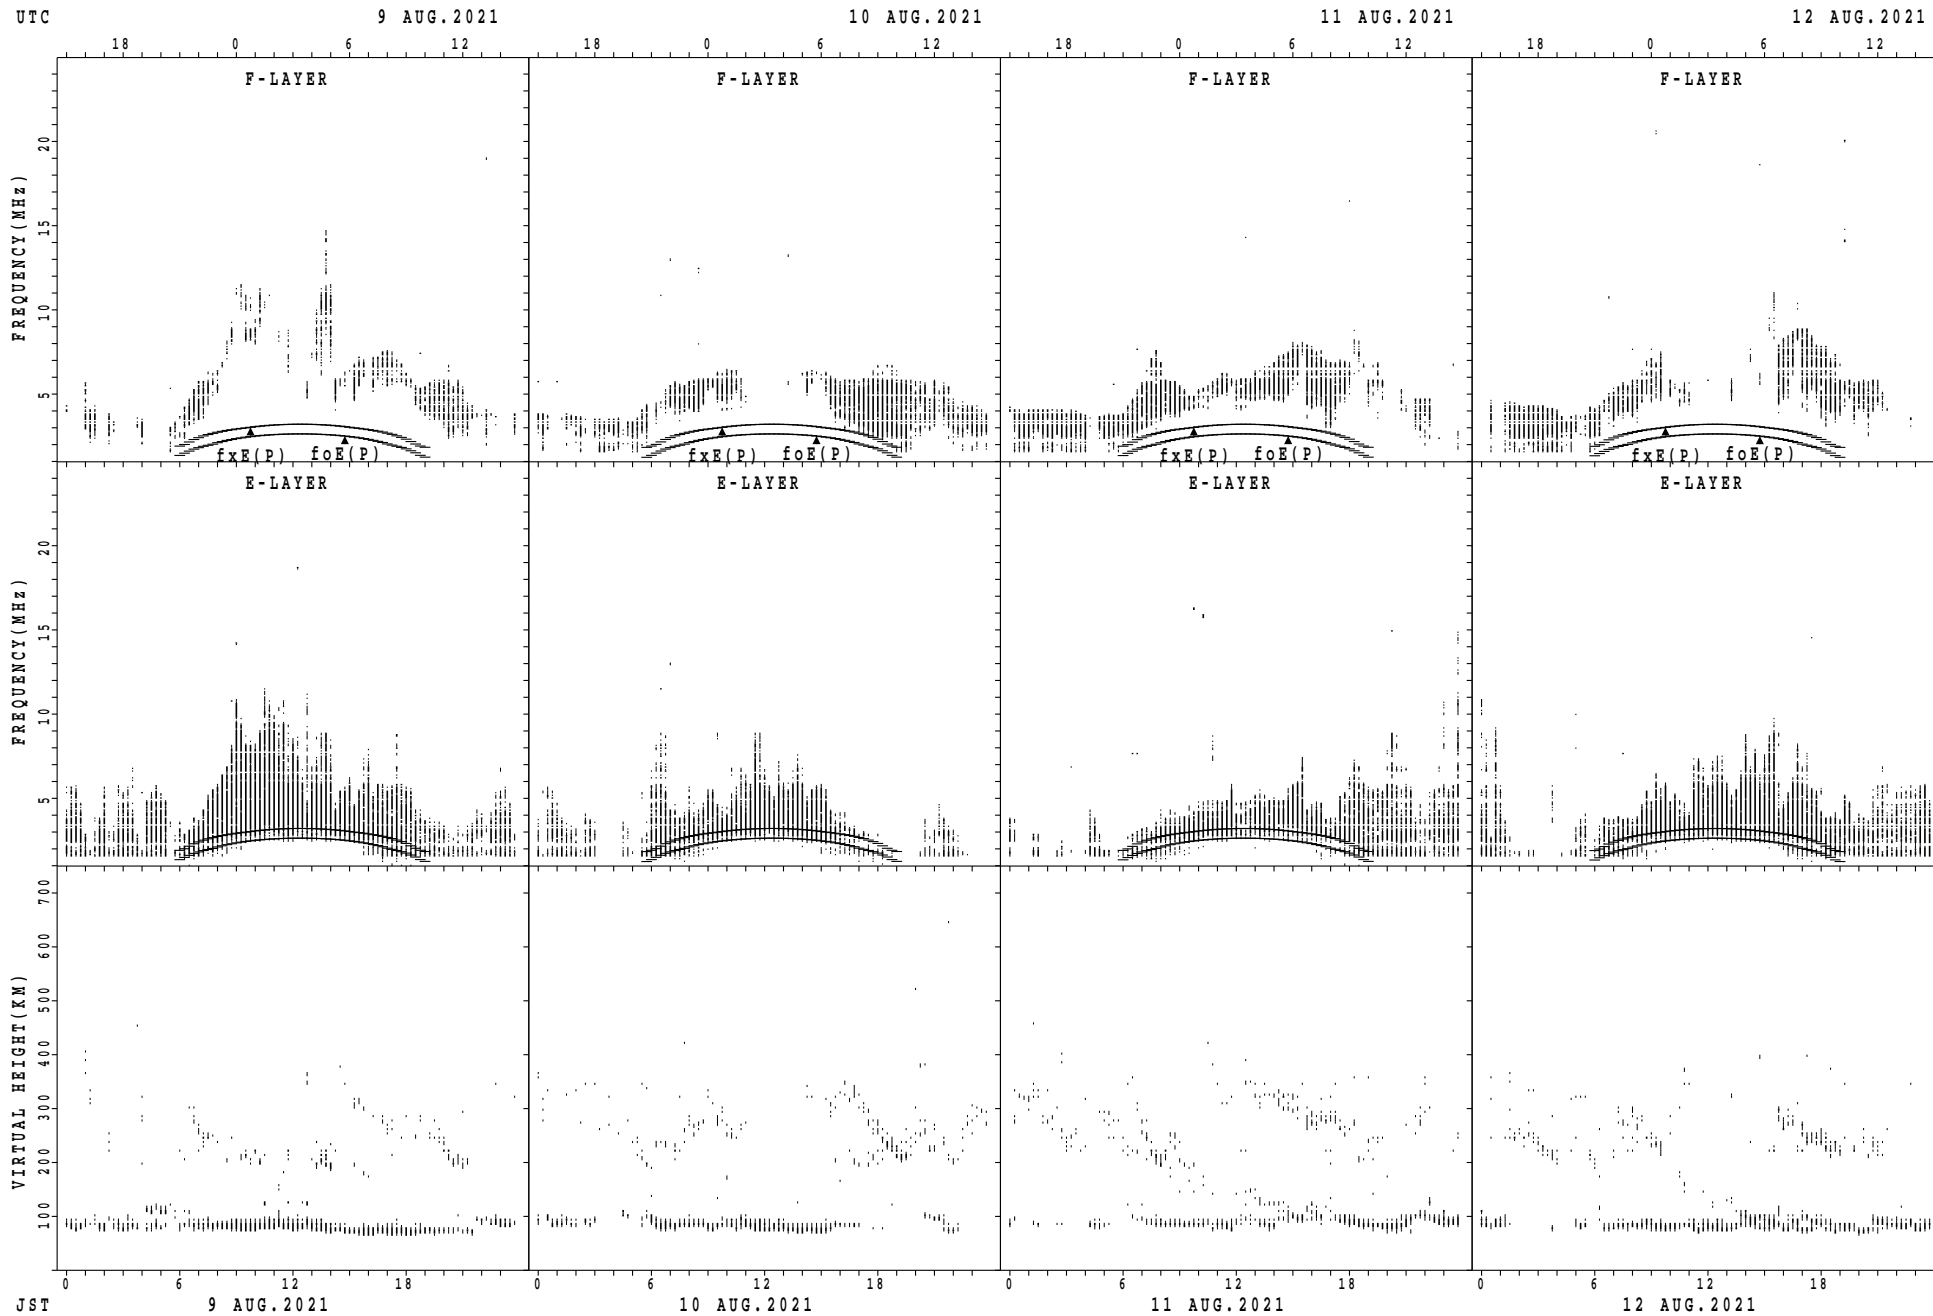 UTC 9 AUG.2021 10 AUG.2021 11 AUG.2021 12 AUG.2021
18 0 6 12 18 0 6 12 18 0 6 12 18 0 6 12
F-LAYER F-LAYER F-LAYER F-LAYER
FREQUENCY(MHz)
20
15
10
5
fxE(P) foE(P) fxE(P) foE(P) fxE(P) foE(P) fxE(P) foE(P)
E-LAYER E-LAYER E-LAYER E-LAYER
FREQUENCY(MHz)
20
15
10
5
VIRTUAL HEIGHT(KM)
700
600
500
400
300
200
100
0 6 12 18 0 6 12 18 0 6 12 18 0 6 12 18
JST 9 AUG.2021 10 AUG.2021 11 AUG.2021 12 AUG.2021